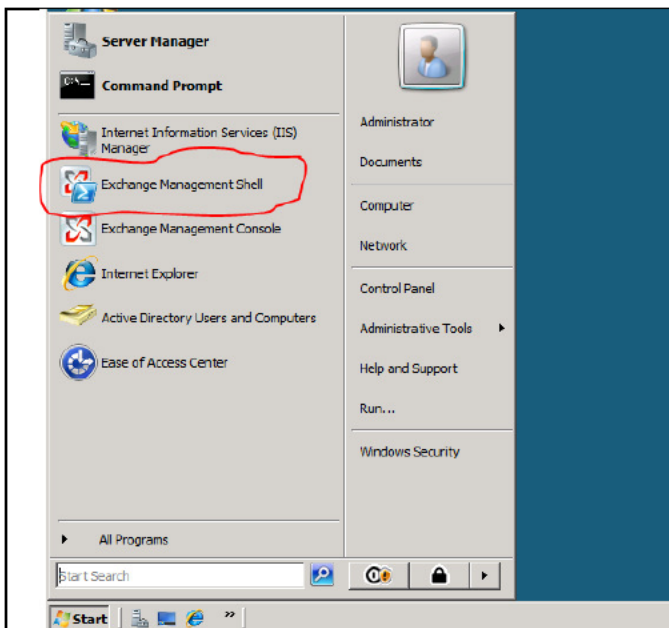 Server Manager
Command Prompt
Internet Information Services (IIS)
Manager
Exchange Management Shell
Exchange Management Console
Internet Explorer
Active Directory Users and Computers
Ease of Access Center
All Programs
Start Search
Administrator
Documents
Computer
Network
Control Panel
Administrative Tools
Help and Support
Run...
Windows Security
Start